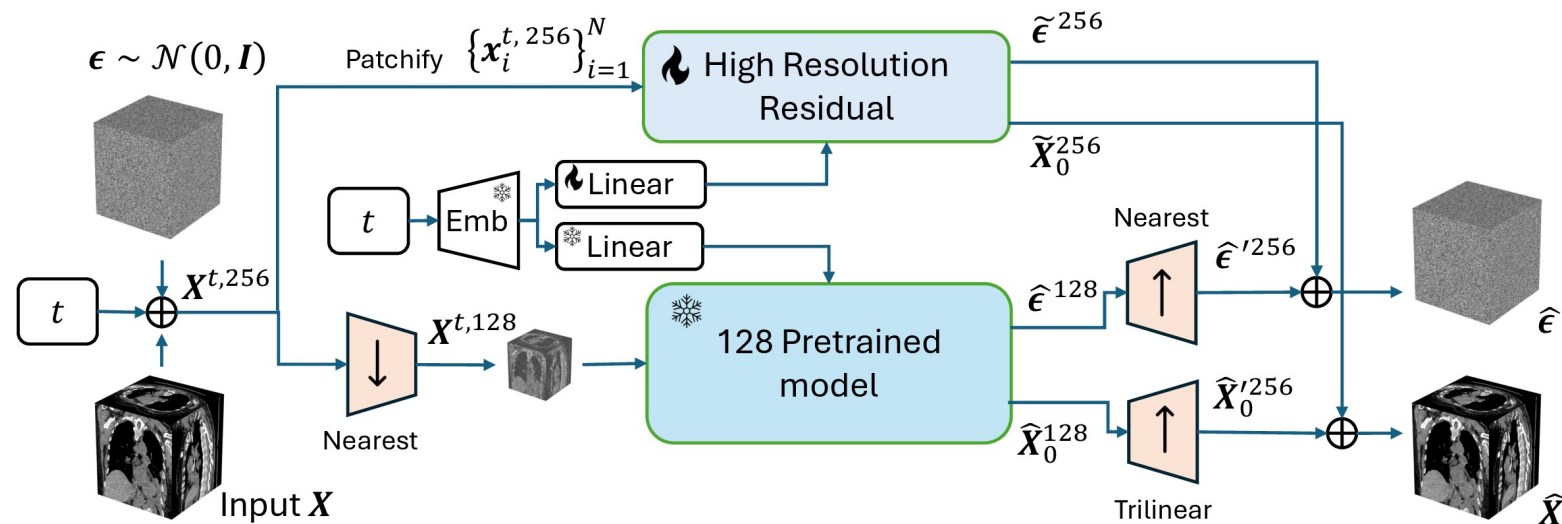 ϵ ~ 𝒩(0, I)
Patchify {x_i^{t, 256}}_{i=1}^N
High Resolution
Residual
ϵ̃^256
X̃_0^256
t
Emb
Linear
Linear
t
X^{t,256}
Nearest
X^{t,128}
128 Pretrained
model
ϵ̂^128
X̂_0^128
Nearest
ϵ̂′^256
Trilinear
X̂_0′^256
ϵ̂
X̂
Input X